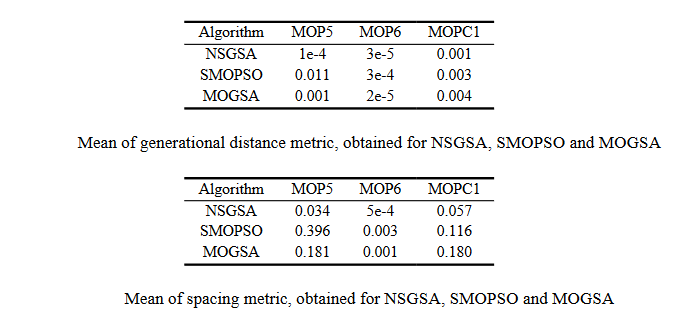 Algorithm MOP5 MOP6 MOPC1
NSGSA 1e-4 3e-5 0.001
SMOPSO 0.011 3e-4 0.003
MOGSA 0.001 2e-5 0.004
Mean of generational distance metric, obtained for NSGSA, SMOPSO and MOGSA
Algorithm MOP5 MOP6 MOPC1
NSGSA 0.034 5e-4 0.057
SMOPSO 0.396 0.003 0.116
MOGSA 0.181 0.001 0.180
Mean of spacing metric, obtained for NSGSA, SMOPSO and MOGSA